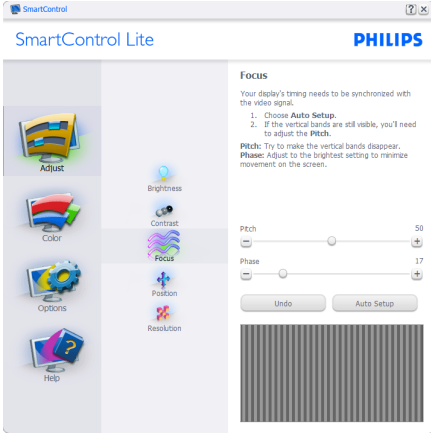 SmartControl
SmartControl Lite
PHILIPS
Adjust
Color
Options
Help
Brightness
Contrast
Focus
Position
Resolution
Focus
Your display's timing needs to be synchronized with
the video signal.
1. Choose Auto Setup.
2. If the vertical bands are still visible, you'll need
to adjust the Pitch.
Pitch: Try to make the vertical bands disappear.
Phase: Adjust to the brightest setting to minimize
movement on the screen.
Pitch 50
Phase 17
Undo Auto Setup